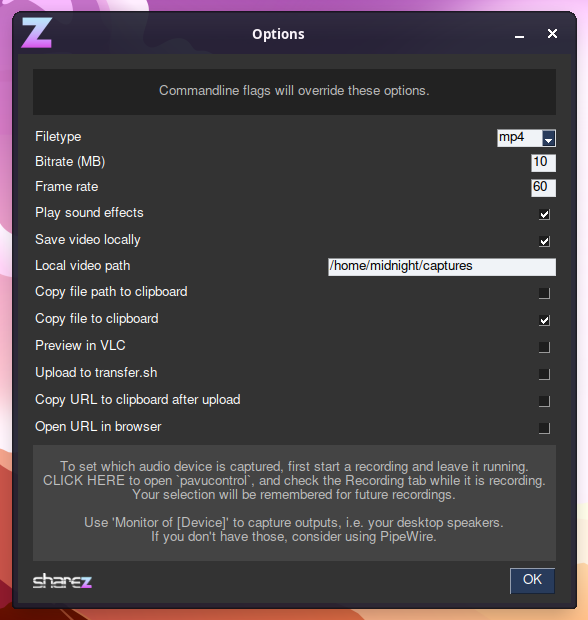 Z
Options
Commandline flags will override these options.
Filetype mp4
Bitrate (MB) 10
Frame rate 60
Play sound effects
Save video locally
Local video path /home/midnight/captures
Copy file path to clipboard
Copy file to clipboard
Preview in VLC
Upload to transfer.sh
Copy URL to clipboard after upload
Open URL in browser
To set which audio device is captured, first start a recording and leave it running.
CLICK HERE to open `pavucontrol`, and check the Recording tab while it is recording.
Your selection will be remembered for future recordings.
Use 'Monitor of [Device]' to capture outputs, i.e. your desktop speakers.
If you don't have those, consider using PipeWire.
sharez OK